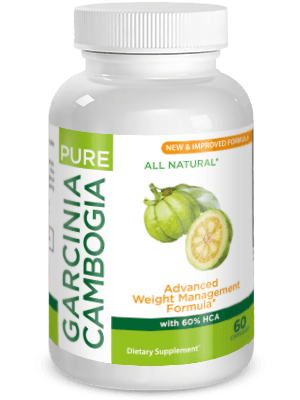 NEW & IMPROVED FORMULA
ALL NATURAL*
PURE
GARCINIA
CAMBOGIA
Advanced
Weight Management
Formula*
with 60% HCA
60
Dietary Supplement*